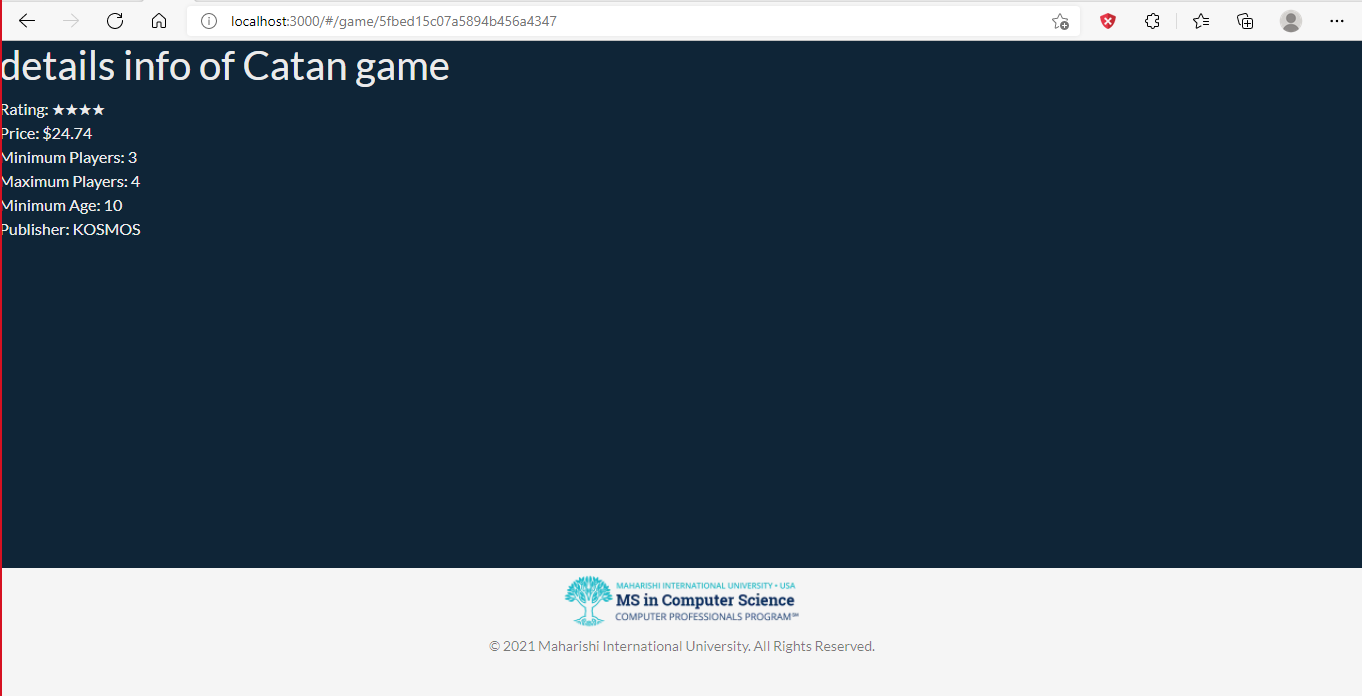 localhost:3000/#/game/5fbed15c07a5894b456a4347
details info of Catan game
Rating: ★★★★
Price: $24.74
Minimum Players: 3
Maximum Players: 4
Minimum Age: 10
Publisher: KOSMOS
MAHARISHI INTERNATIONAL UNIVERSITY • USA
MS in Computer Science
COMPUTER PROFESSIONALS PROGRAM℠
© 2021 Maharishi International University. All Rights Reserved.